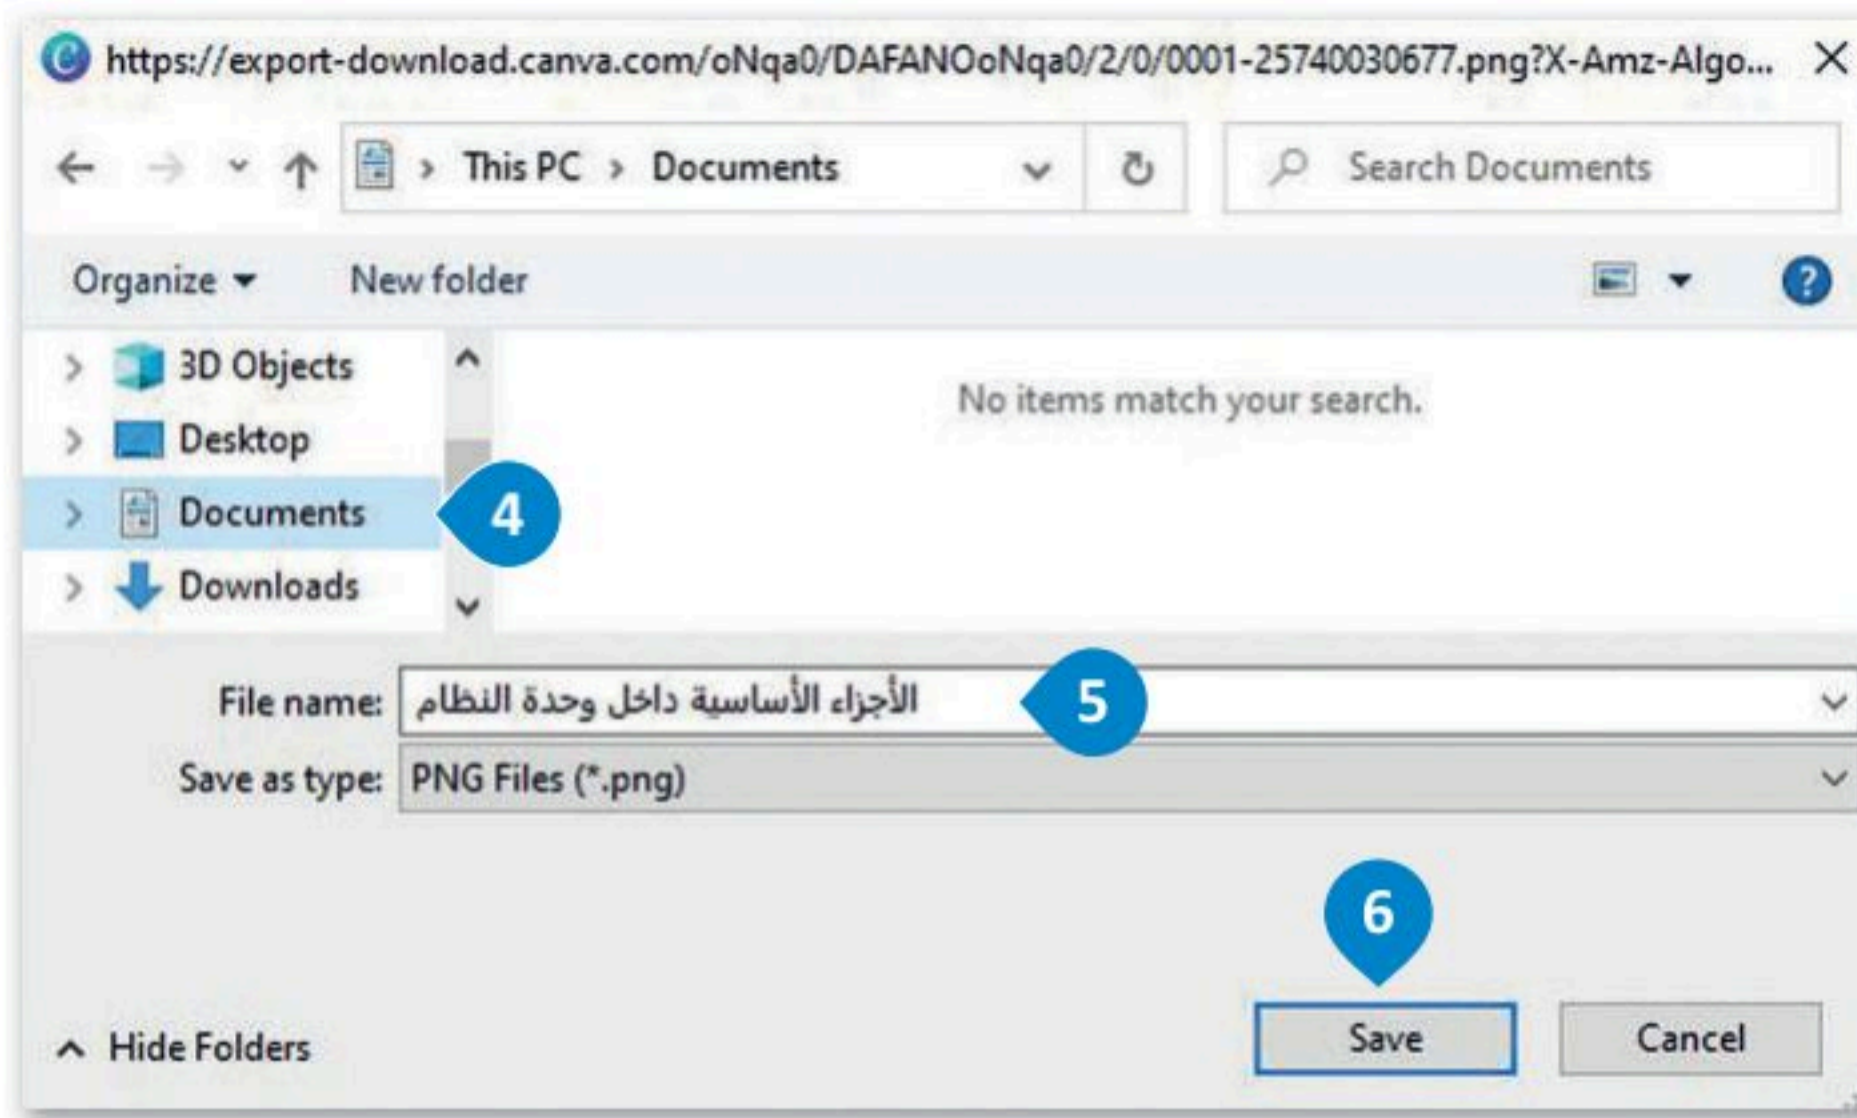 https://export-download.canva.com/oNqa0/DAFANOoNqa0/2/0/0001-25740030677.png?X-Amz-Algo...
This PC > Documents
Search Documents
Organize
New folder
3D Objects
No items match your search.
Desktop
Documents
4
Downloads
File name: الأجزاء الأساسية داخل وحدة النظام
5
Save as type: PNG Files (*.png)
6
Hide Folders
Save
Cancel